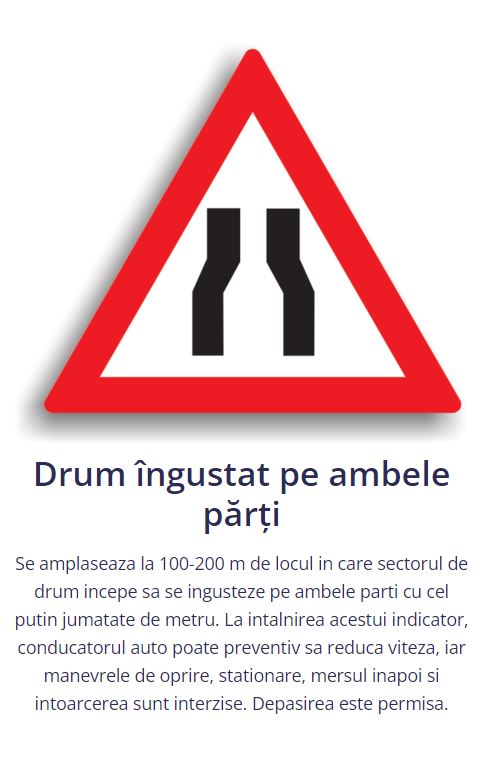 Drum îngustat pe ambele
părți
Se amplaseaza la 100-200 m de locul in care sectorul de
drum incepe sa se ingusteze pe ambele parti cu cel
putin jumatate de metru. La intalnirea acestui indicator,
conducatorul auto poate preventiv sa reduca viteza, iar
manevrele de oprire, stationare, mersul inapoi si
intoarcerea sunt interzise. Depasirea este permisa.